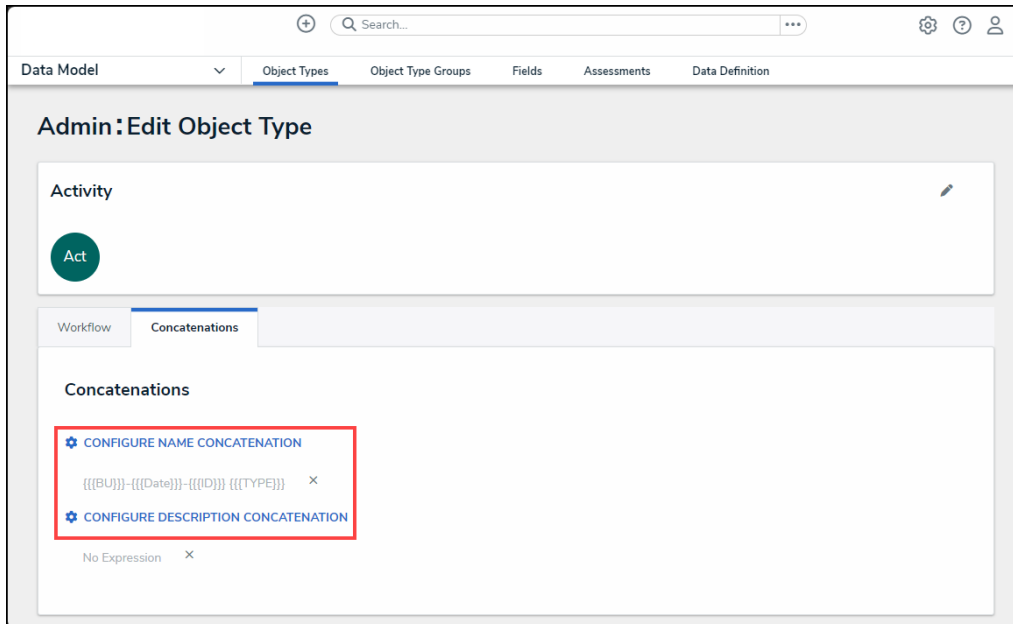 Search...
Data Model
Object Types
Object Type Groups
Fields
Assessments
Data Definition
Admin:Edit Object Type
Activity
Act
Workflow
Concatenations
Concatenations
CONFIGURE NAME CONCATENATION
{{{BU}}}-{{{Date}}}-{{{ID}}} {{{TYPE}}}
CONFIGURE DESCRIPTION CONCATENATION
No Expression